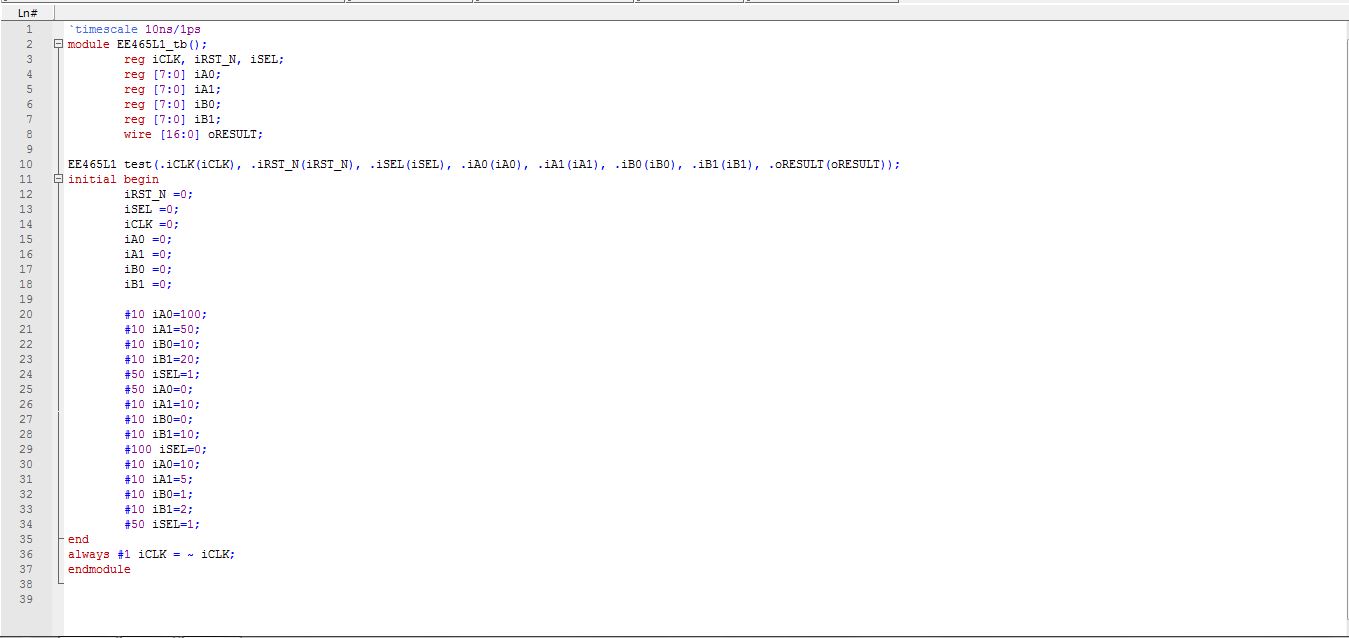 Ln#
1 `timescale 10ns/1ps
2 module EE465L1_tb();
3 reg iCLK, iRST_N, iSEL;
4 reg [7:0] iA0;
5 reg [7:0] iA1;
6 reg [7:0] iB0;
7 reg [7:0] iB1;
8 wire [16:0] oRESULT;
9
10 EE465L1 test(.iCLK(iCLK), .iRST_N(iRST_N), .iSEL(iSEL), .iA0(iA0), .iA1(iA1), .iB0(iB0), .iB1(iB1), .oRESULT(oRESULT));
11 initial begin
12 iRST_N =0;
13 iSEL =0;
14 iCLK =0;
15 iA0 =0;
16 iA1 =0;
17 iB0 =0;
18 iB1 =0;
19
20 #10 iA0=100;
21 #10 iA1=50;
22 #10 iB0=10;
23 #10 iB1=20;
24 #50 iSEL=1;
25 #50 iA0=0;
26 #10 iA1=10;
27 #10 iB0=0;
28 #10 iB1=10;
29 #100 iSEL=0;
30 #10 iA0=10;
31 #10 iA1=5;
32 #10 iB0=1;
33 #10 iB1=2;
34 #50 iSEL=1;
35 end
36 always #1 iCLK = ~ iCLK;
37 endmodule
38
39